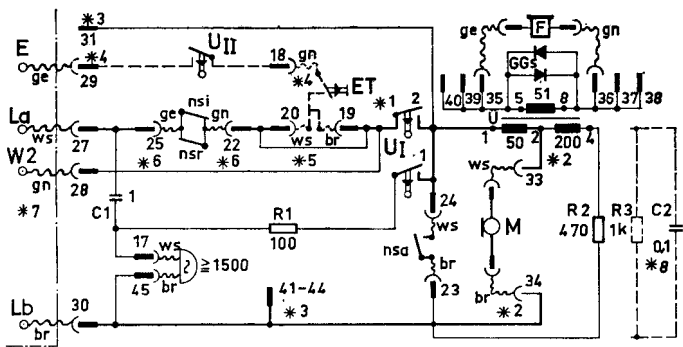 *3
31
E
ge
*4
29
U II
18
gn
*4
ET
La
ws
27
25
ge
nsi
nsr
gn
22
*6
*6
20
ws
19
br
*5
*1
2
U I
1
W2
gn
28
*7
C1
1
R1
100
17
ws
45
br
≥1500
Lb
br
30
41-44
*3
24
ws
nsa
br
23
ge
F
gn
GGs
40
39
35
5
51
8
36
37
38
Ü
1
50
2
200
4
*2
ws
33
M
br
34
*2
R2
470
R3
1k
C2
0,1
*8